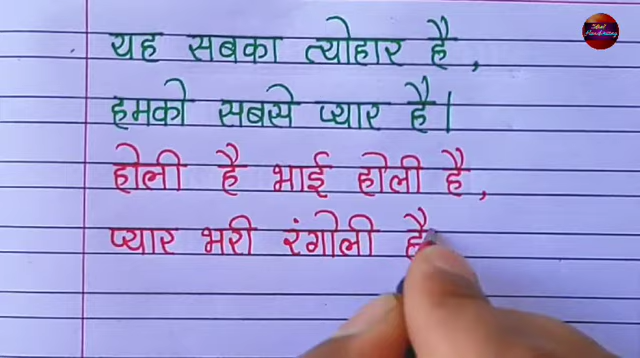 यह सबका त्योहार है,
हमको सबसे प्यार है।
होली है भाई होली है,
प्यार भरी रंगोली है